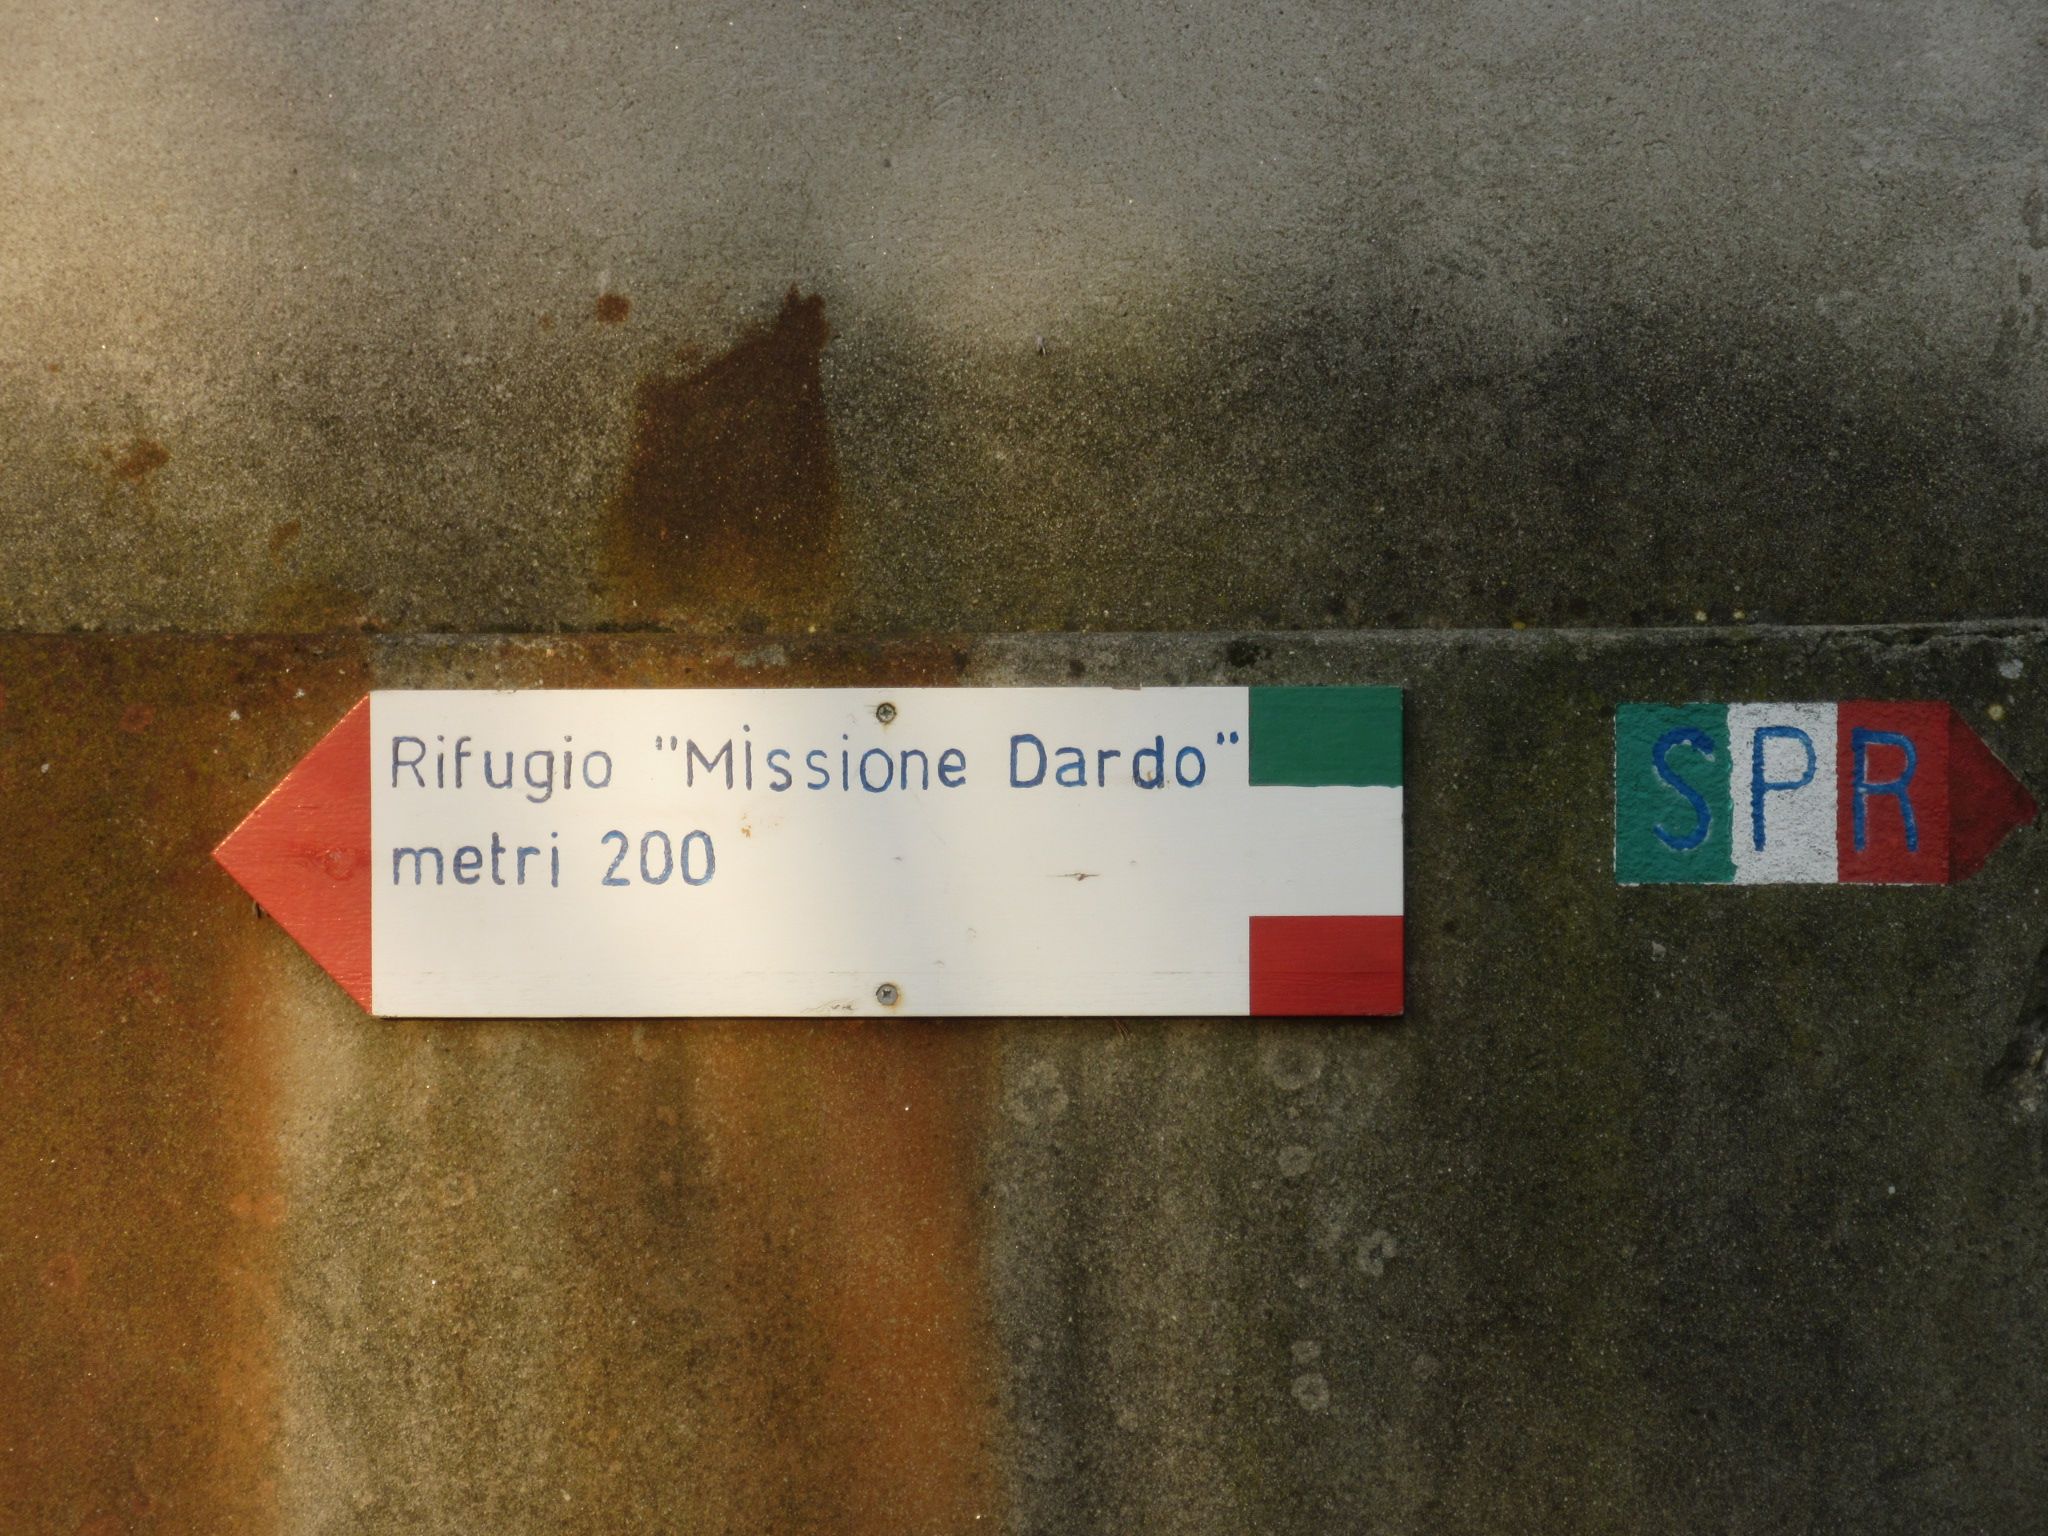 Rifugio "Missione Dardo"
metri 200
SPR